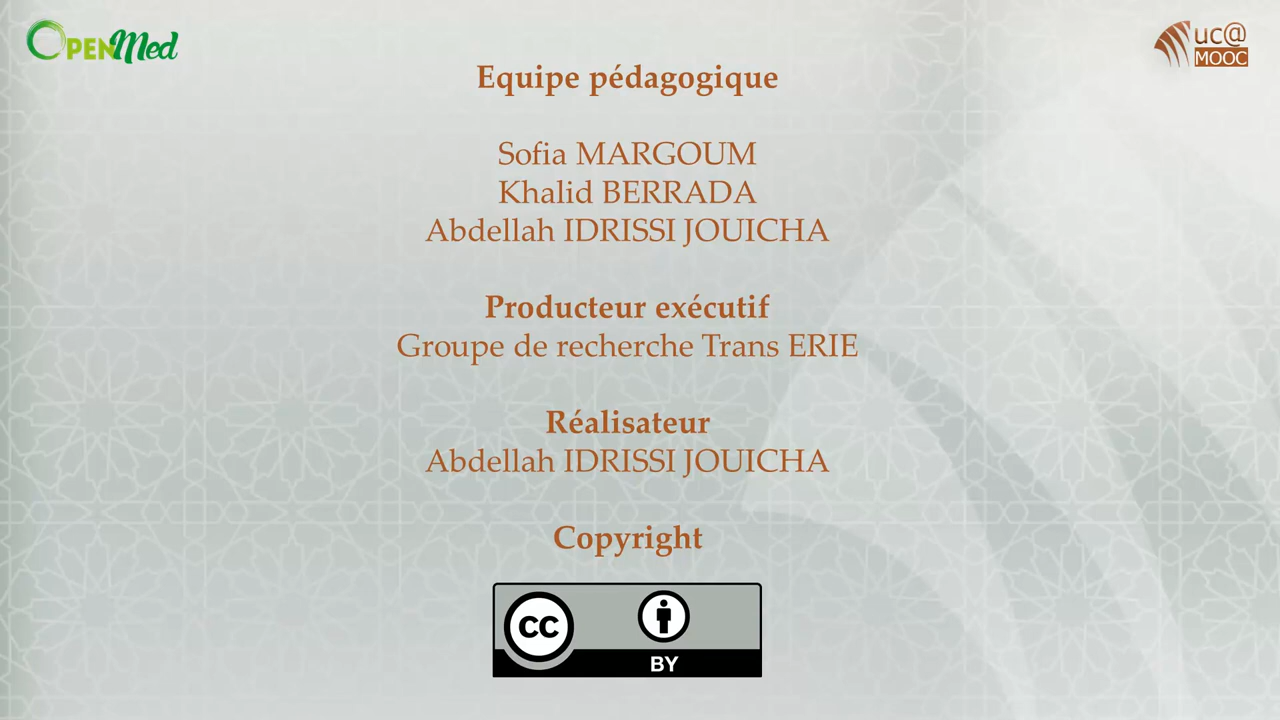 OpenMed
uc@
MOOC
Equipe pédagogique
Sofia MARGOUM
Khalid BERRADA
Abdellah IDRISSI JOUICHA
Producteur exécutif
Groupe de recherche Trans ERIE
Réalisateur
Abdellah IDRISSI JOUICHA
Copyright
CC
BY